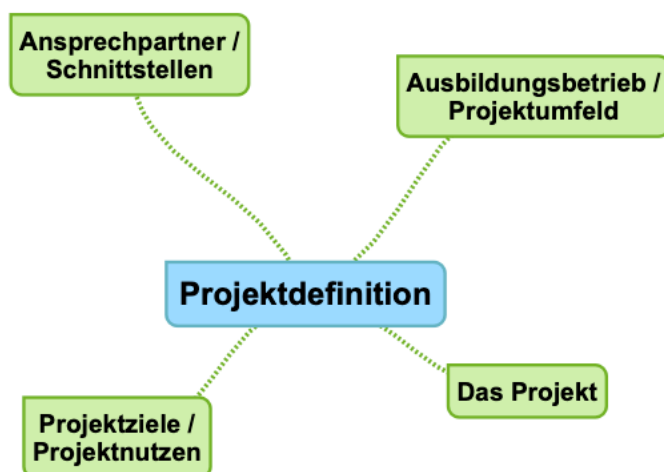 Ansprechpartner /
Schnittstellen
Ausbildungsbetrieb /
Projektumfeld
Projektdefinition
Das Projekt
Projektziele /
Projektnutzen